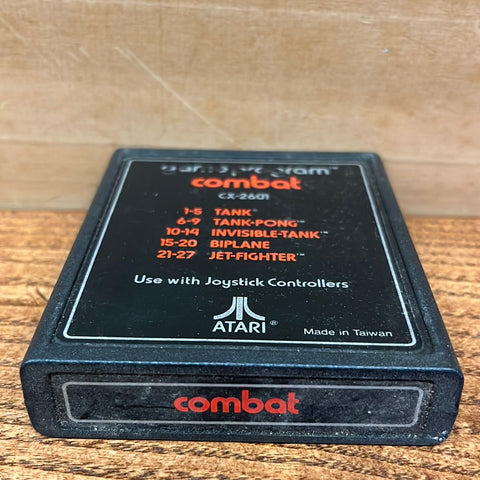 combat
CX-2601
1-5 TANK™
6-9 TANK-PONG™
10-14 INVISIBLE-TANK™
15-20 BIPLANE
21-27 JET-FIGHTER™
Use with Joystick Controllers
ATARI®
Made in Taiwan
combat